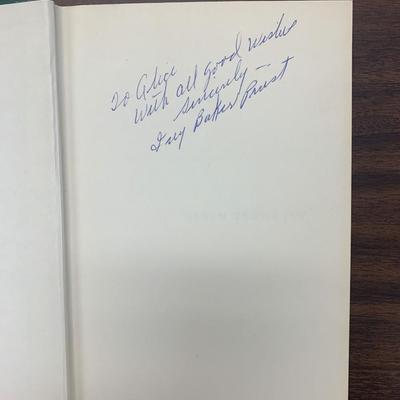 To Alice
With all good wishes
Sincerely—
Ivy Baker Priest